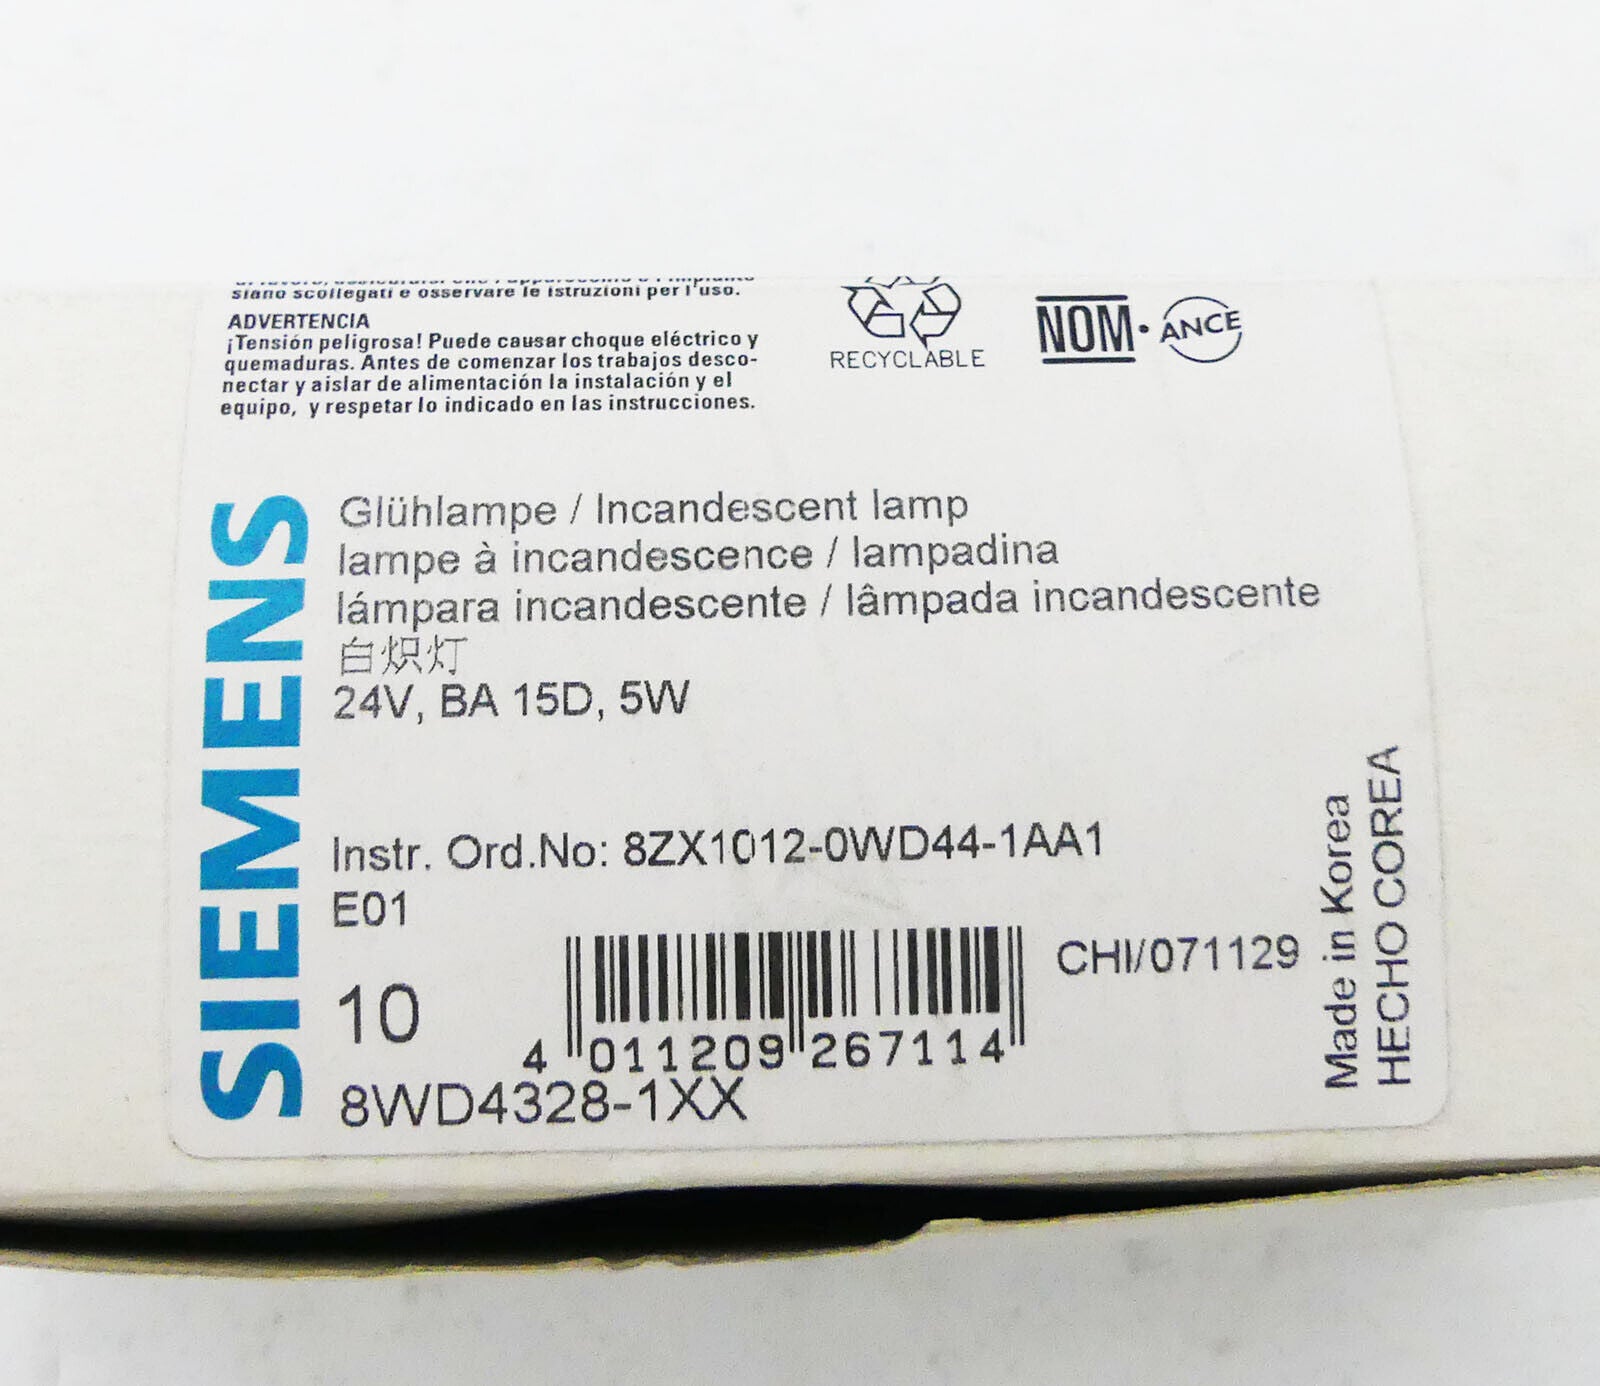 siano scollegati e osservare le istruzioni per l'uso.
ADVERTENCIA
¡Tensión peligrosa! Puede causar choque eléctrico y
quemaduras. Antes de comenzar los trabajos desco-
nectar y aislar de alimentación la instalación y el
equipo, y respetar lo indicado en las instrucciones.
RECYCLABLE
NOM · ANCE
SIEMENS
Glühlampe / Incandescent lamp
lampe à incandescence / lampadina
lámpara incandescente / lâmpada incandescente
白炽灯
24V, BA 15D, 5W
Instr. Ord.No: 8ZX1012-0WD44-1AA1
E01
10
4 011209 267114
CHI/071129
8WD4328-1XX
Made in Korea
HECHO COREA